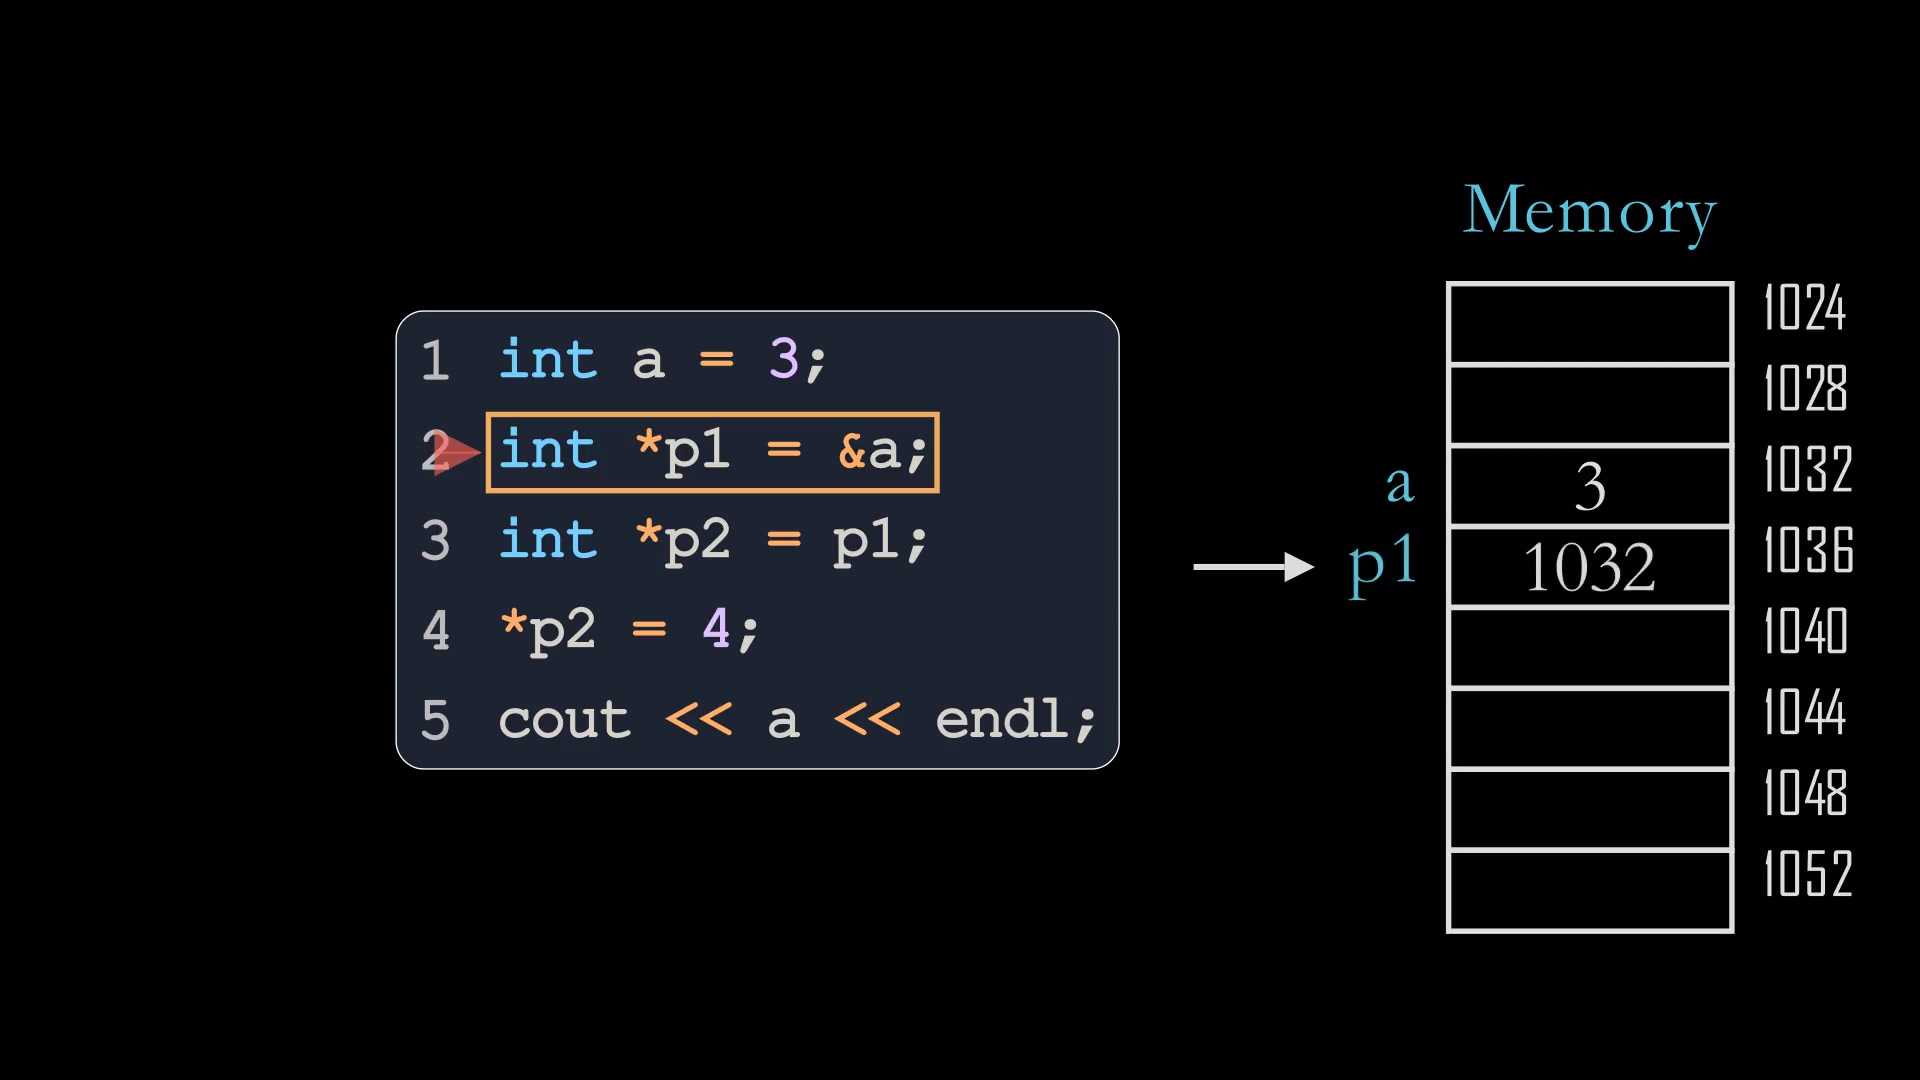 1 int a = 3;
2 int *p1 = &a;
3 int *p2 = p1;
4 *p2 = 4;
5 cout << a << endl;
Memory
1024
1028
a 3 1032
p1 1032 1036
1040
1044
1048
1052